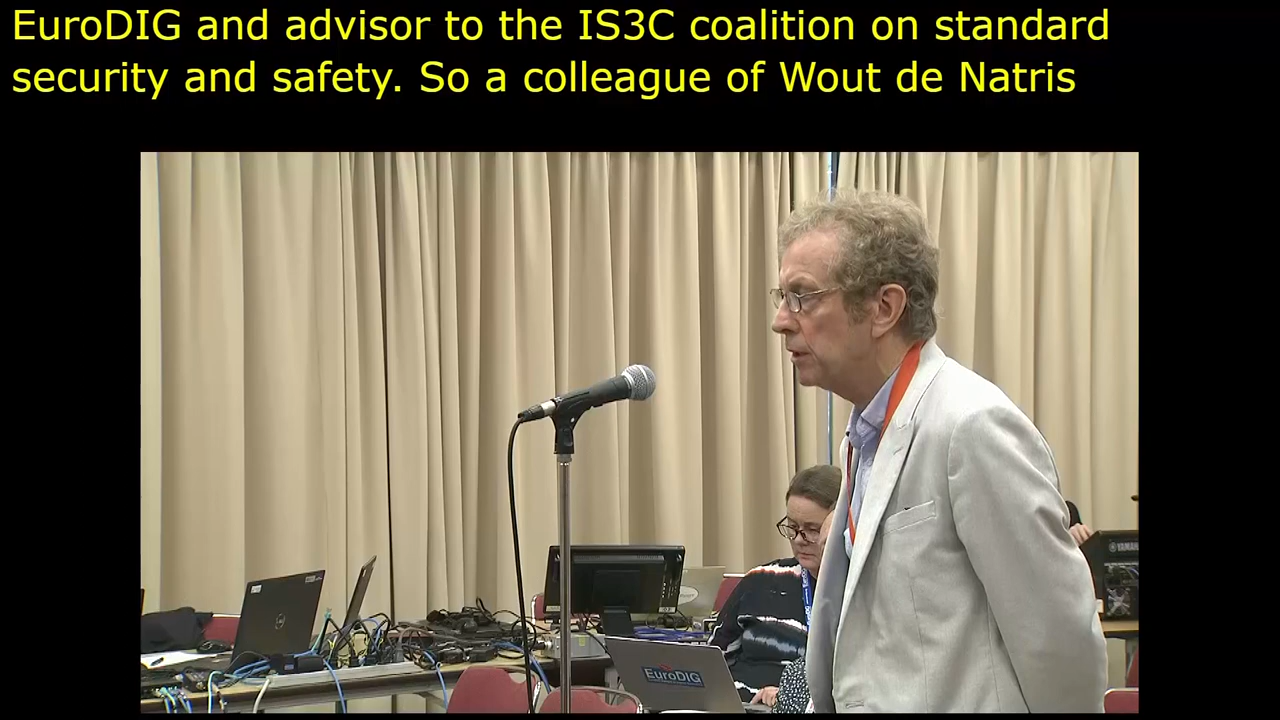 EuroDIG and advisor to the IS3C coalition on standard
security and safety. So a colleague of Wout de Natris
EuroDIG
YAMAHA